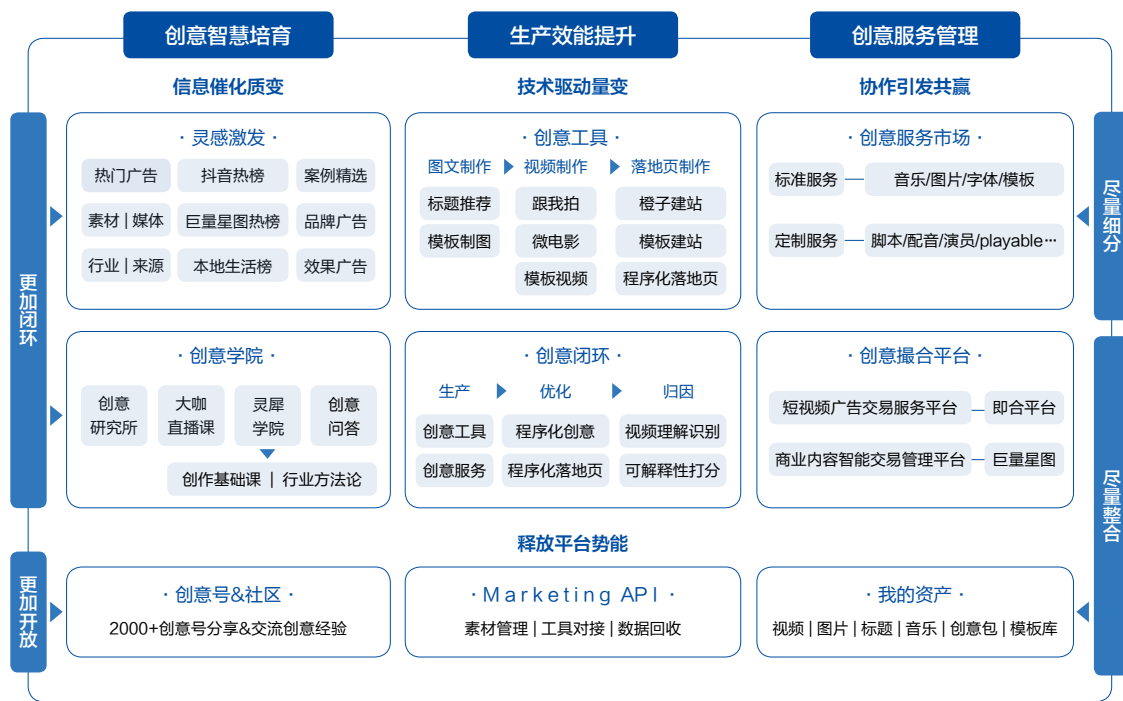 创意智慧培育
生产效能提升
创意服务管理
信息催化质变
技术驱动量变
协作引发共赢
更加闭环
· 灵感激发 ·
热门广告 抖音热榜 案例精选
素材 | 媒体 巨量星图热榜 品牌广告
行业 | 来源 本地生活榜 效果广告
· 创意工具 ·
图文制作 视频制作 落地页制作
标题推荐 跟我拍 橙子建站
模板制图 微电影 模板建站
模板视频 程序化落地页
· 创意服务市场 ·
标准服务 音乐/图片/字体/模板
定制服务 脚本/配音/演员/playable···
尽量细分
· 创意学院 ·
创意 大咖 灵犀 创意
研究所 直播课 学院 问答
创作基础课 | 行业方法论
· 创意闭环 ·
生产 优化 归因
创意工具 程序化创意 视频理解识别
创意服务 程序化落地页 可解释性打分
· 创意撮合平台 ·
短视频广告交易服务平台 即合平台
商业内容智能交易管理平台 巨量星图
尽量整合
释放平台势能
更加开放
· 创意号&社区 ·
2000+创意号分享&交流创意经验
· Marketing API ·
素材管理 | 工具对接 | 数据回收
· 我的资产 ·
视频 | 图片 | 标题 | 音乐 | 创意包 | 模板库